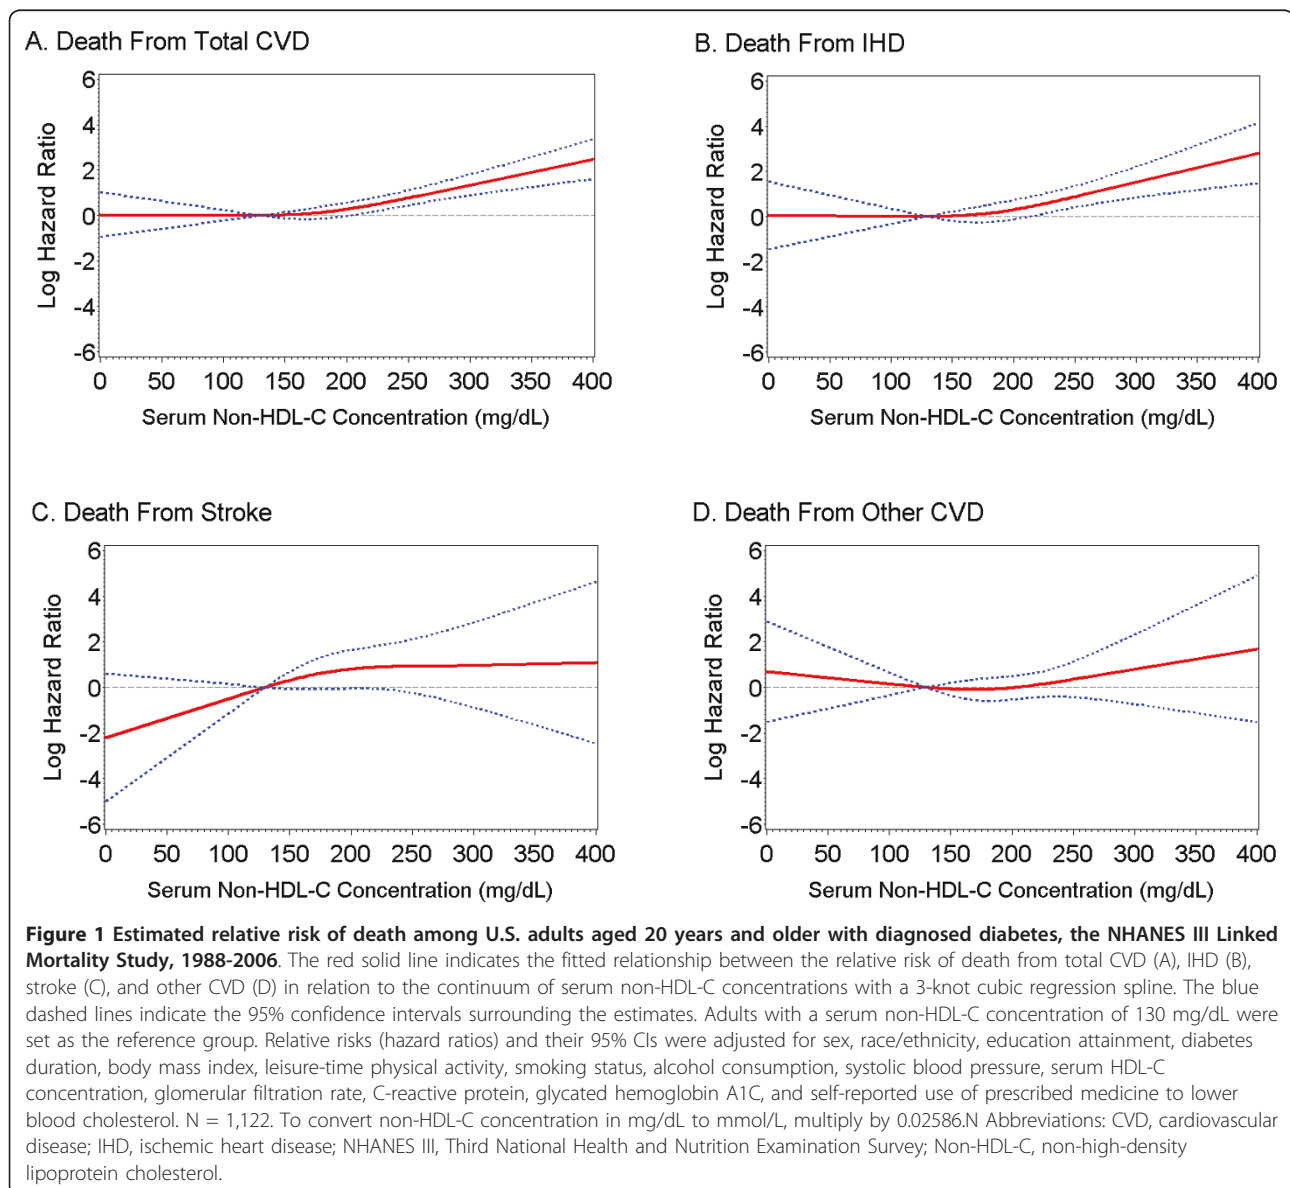 A. Death From Total CVD
6
4
2
0
-2
-4
-6
Log Hazard Ratio
0 50 100 150 200 250 300 350 400
Serum Non-HDL-C Concentration (mg/dL)
B. Death From IHD
6
4
2
0
-2
-4
-6
Log Hazard Ratio
0 50 100 150 200 250 300 350 400
Serum Non-HDL-C Concentration (mg/dL)
C. Death From Stroke
6
4
2
0
-2
-4
-6
Log Hazard Ratio
0 50 100 150 200 250 300 350 400
Serum Non-HDL-C Concentration (mg/dL)
D. Death From Other CVD
6
4
2
0
-2
-4
-6
Log Hazard Ratio
0 50 100 150 200 250 300 350 400
Serum Non-HDL-C Concentration (mg/dL)
Figure 1 Estimated relative risk of death among U.S. adults aged 20 years and older with diagnosed diabetes, the NHANES III Linked
Mortality Study, 1988-2006. The red solid line indicates the fitted relationship between the relative risk of death from total CVD (A), IHD (B),
stroke (C), and other CVD (D) in relation to the continuum of serum non-HDL-C concentrations with a 3-knot cubic regression spline. The blue
dashed lines indicate the 95% confidence intervals surrounding the estimates. Adults with a serum non-HDL-C concentration of 130 mg/dL were
set as the reference group. Relative risks (hazard ratios) and their 95% CIs were adjusted for sex, race/ethnicity, education attainment, diabetes
duration, body mass index, leisure-time physical activity, smoking status, alcohol consumption, systolic blood pressure, serum HDL-C
concentration, glomerular filtration rate, C-reactive protein, glycated hemoglobin A1C, and self-reported use of prescribed medicine to lower
blood cholesterol. N = 1,122. To convert non-HDL-C concentration in mg/dL to mmol/L, multiply by 0.02586.N Abbreviations: CVD, cardiovascular
disease; IHD, ischemic heart disease; NHANES III, Third National Health and Nutrition Examination Survey; Non-HDL-C, non-high-density
lipoprotein cholesterol.